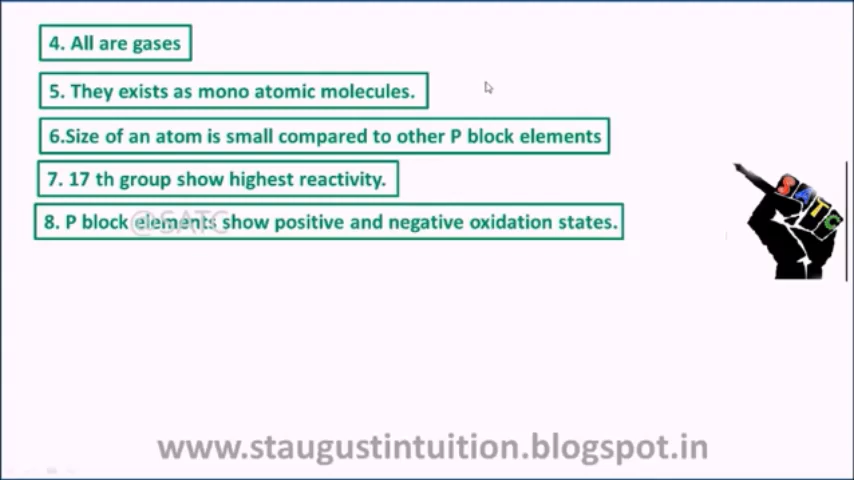 4. All are gases
5. They exists as mono atomic molecules.
6.Size of an atom is small compared to other P block elements
7. 17 th group show highest reactivity.
8. P block elements show positive and negative oxidation states.
@SATC
SATC
www.staugustintuition.blogspot.in